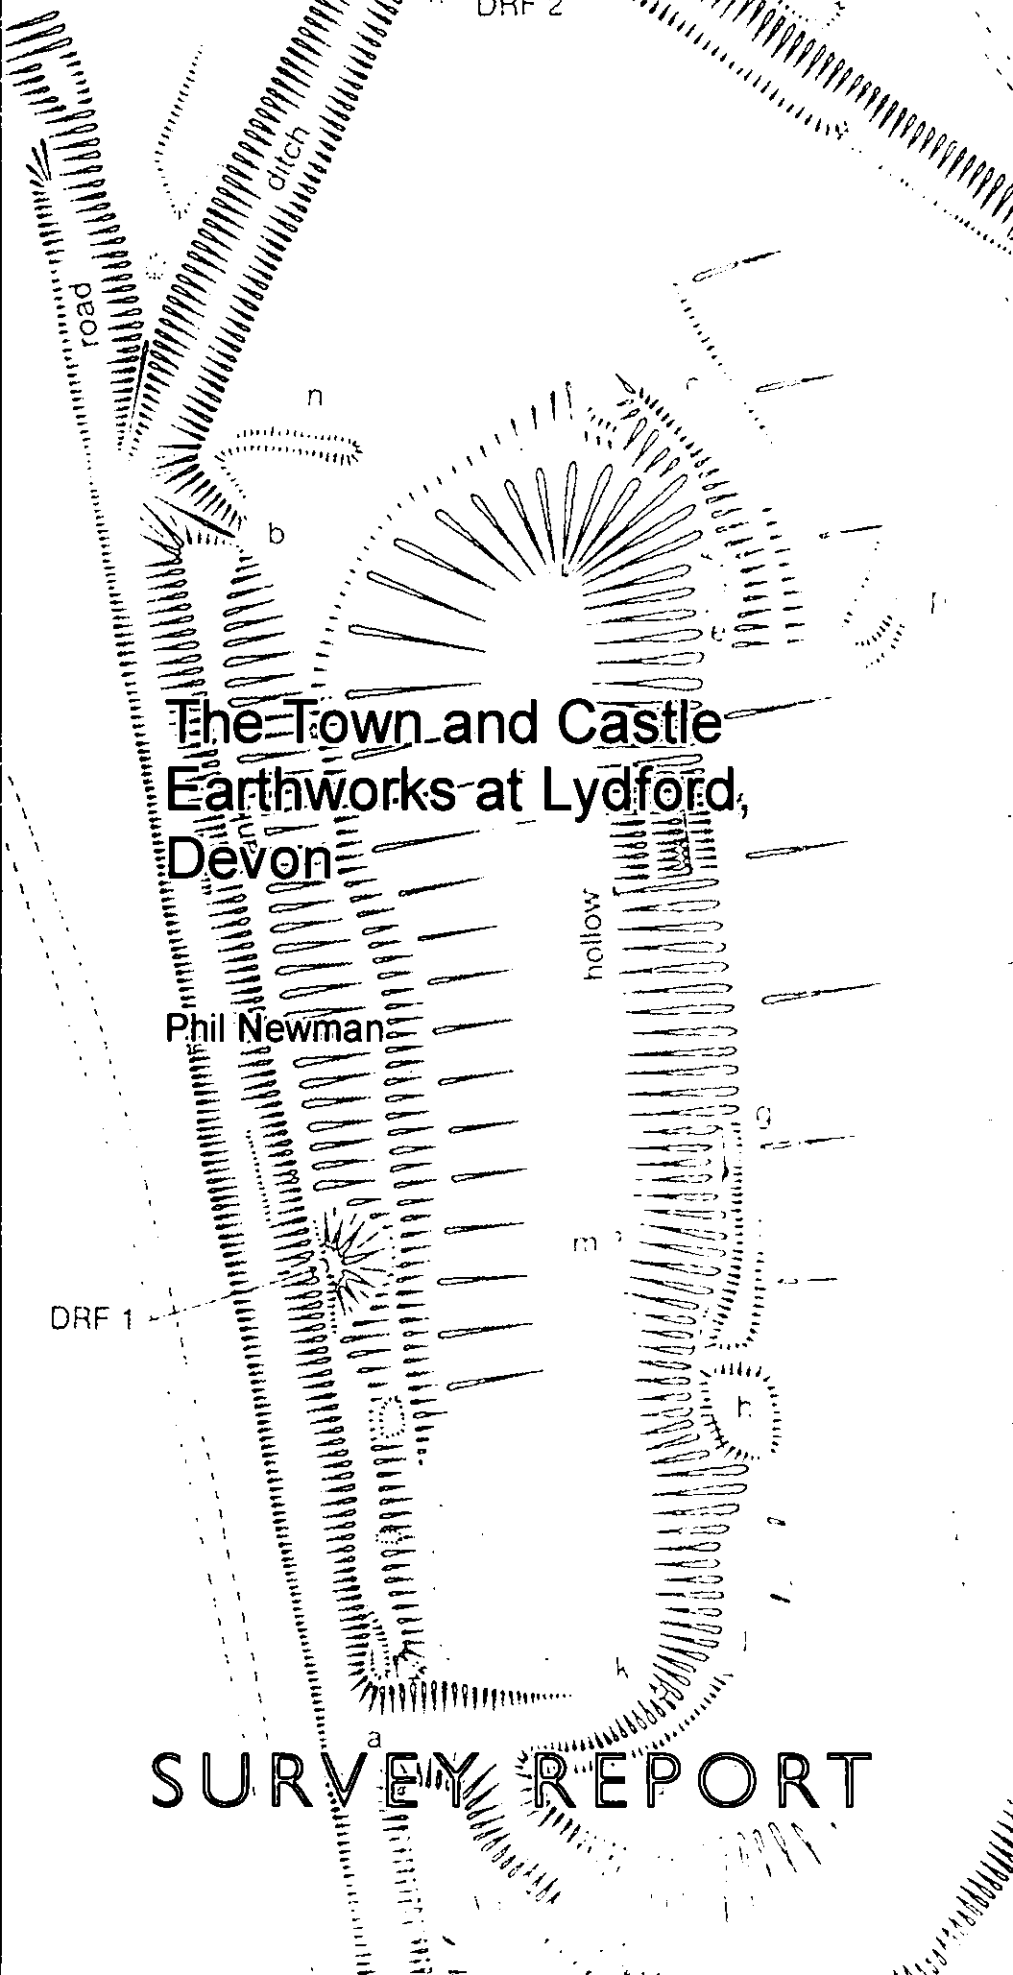 DRF 2
ditch
road
n
b
r
e
The Town and Castle
Earthworks at Lydford,
Devon
hollow
Phil Newman
g
m
DRF 1
h
j
k
a
SURVEY REPORT